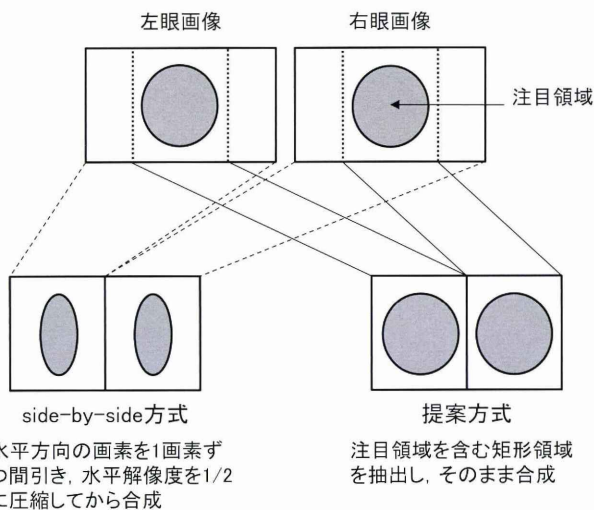 左眼画像
右眼画像
注目領域
side-by-side方式
水平方向の画素を1画素ず
つ間引き，水平解像度を1/2
に圧縮してから合成
提案方式
注目領域を含む矩形領域
を抽出し，そのまま合成